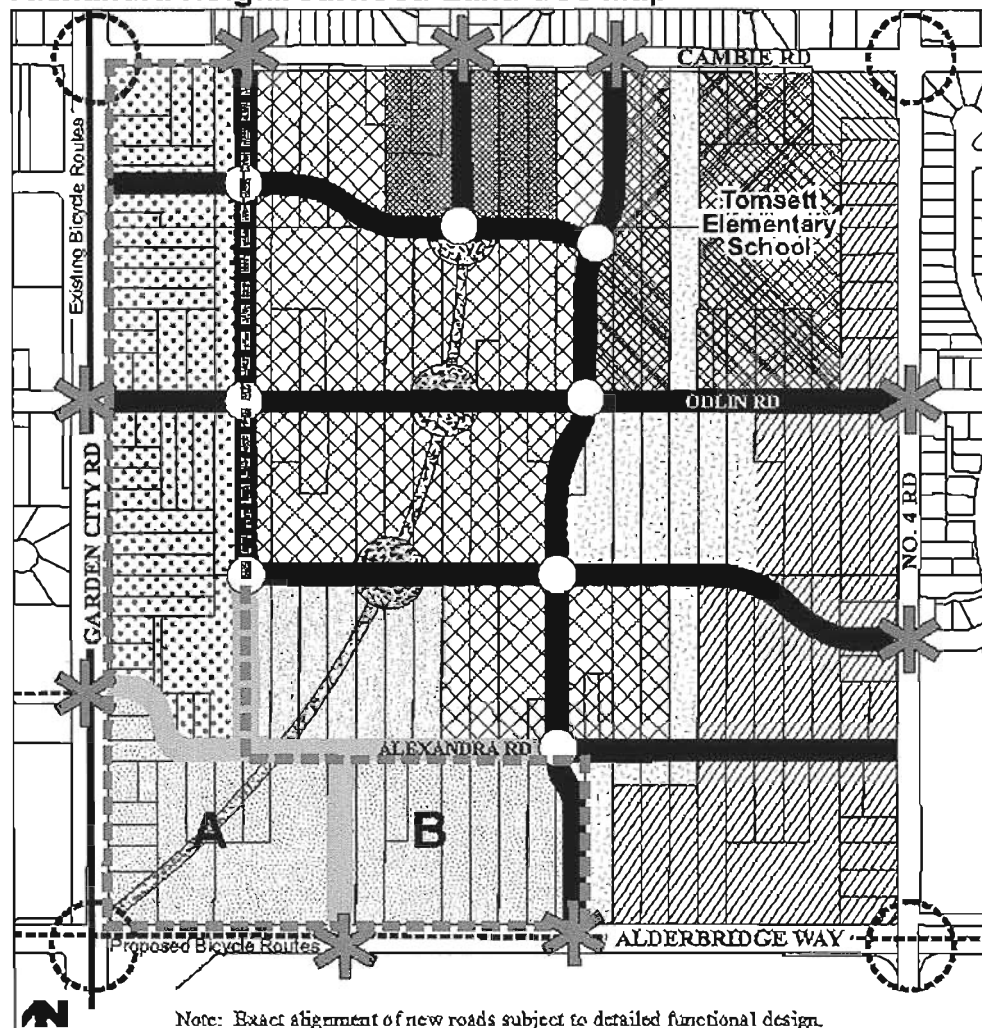 CAMBIE RD
Existing Bicycle Routes
Tomsett
Elementary
School
ODLIN RD
GARDEN CITY RD
NO 4 RD
ALEXANDRA RD
A
B
Proposed Bicycle Routes
ALDERBRIDGE WAY
N
Note: Exact alignment of new roads subject to detailed functional design.